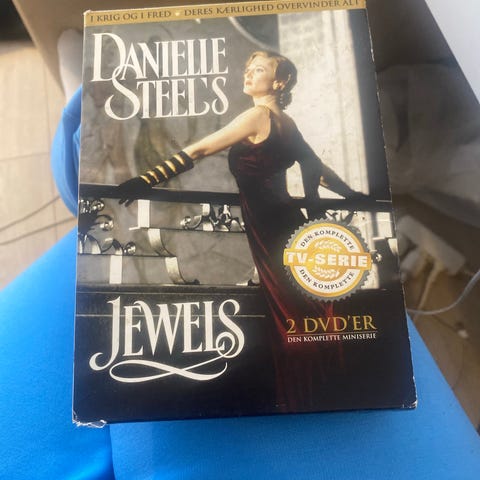 I KRIG OG I FRED • DERES KÆRLIGHED OVERVINDER ALT
DANIELLE
STEEL'S
DEN KOMPLETTE
TV-SERIE
DEN KOMPLETTE
JEWELS
2 DVD'ER
DEN KOMPLETTE MINISERIE